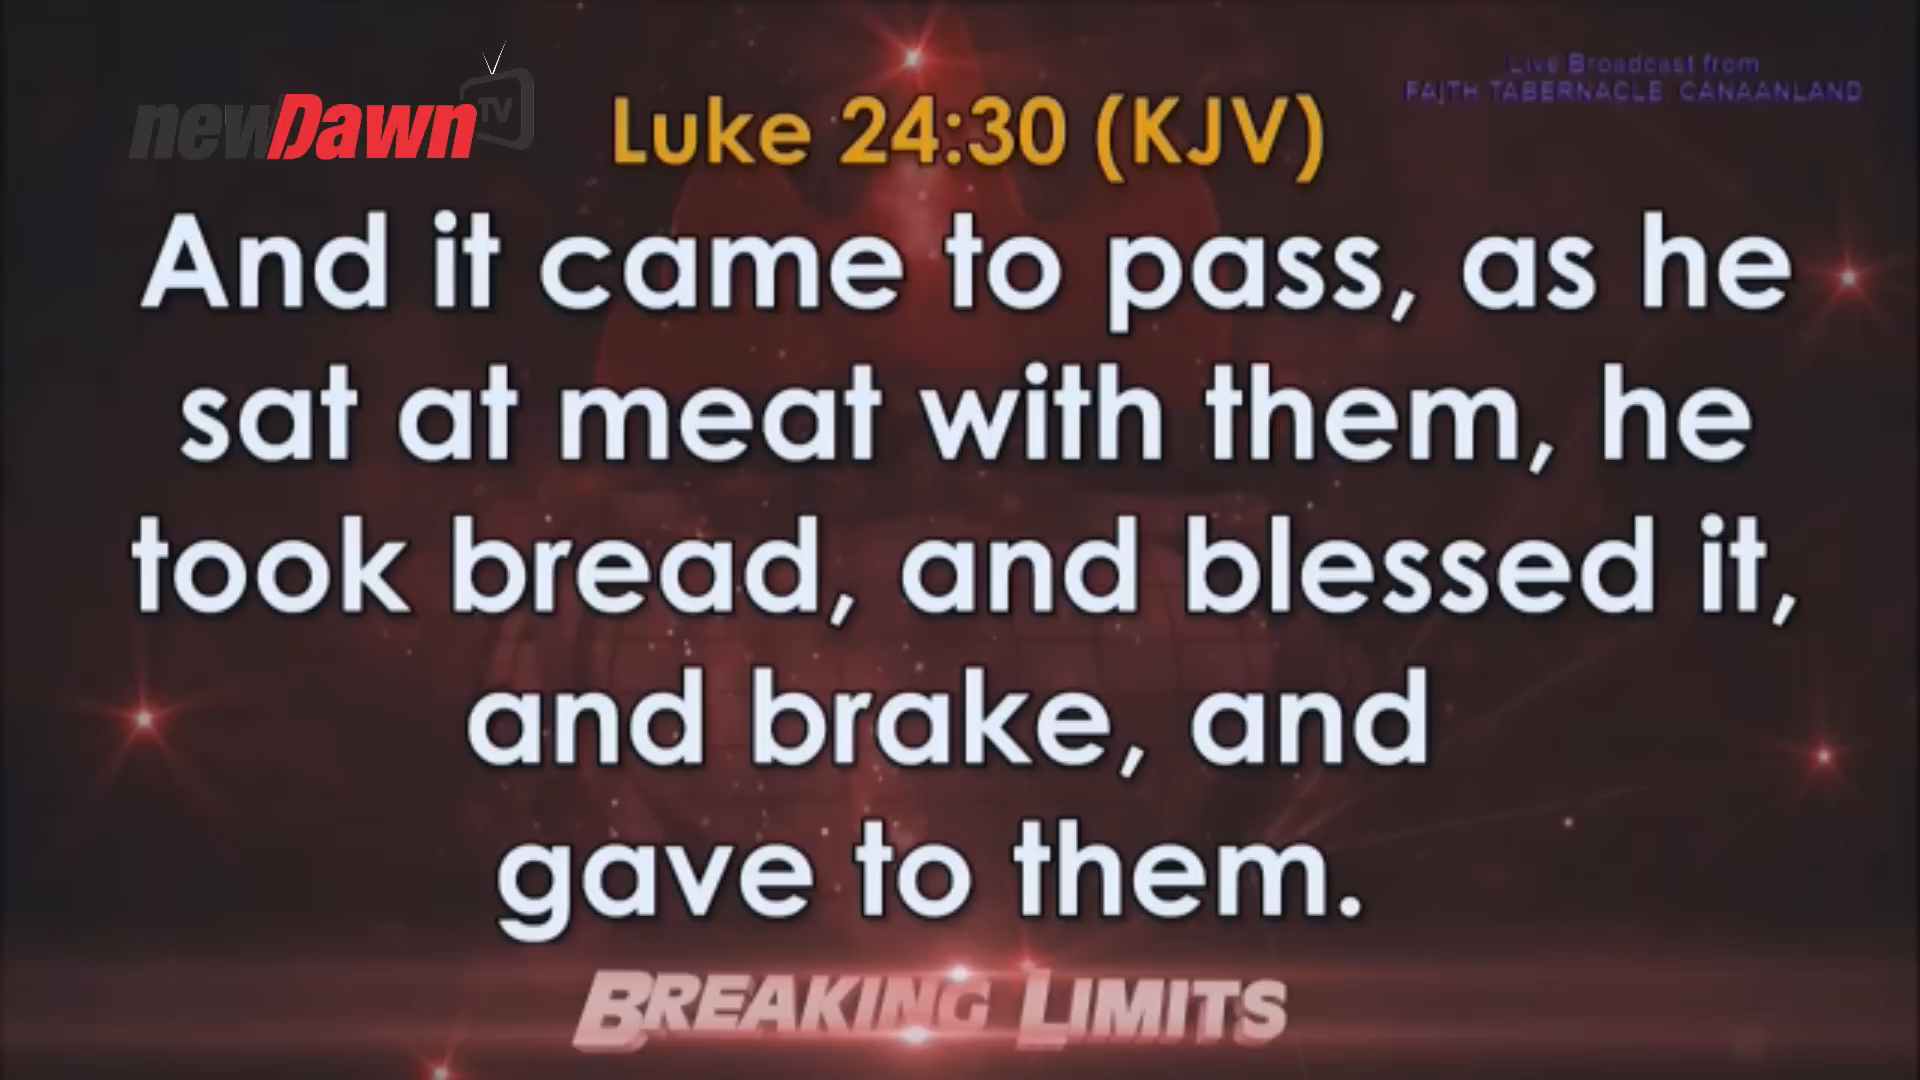 newDawn TV
Live Broadcast from
FAITH TABERNACLE CANAANLAND
Luke 24:30 (KJV)
And it came to pass, as he
sat at meat with them, he
took bread, and blessed it,
and brake, and
gave to them.
BREAKING LIMITS